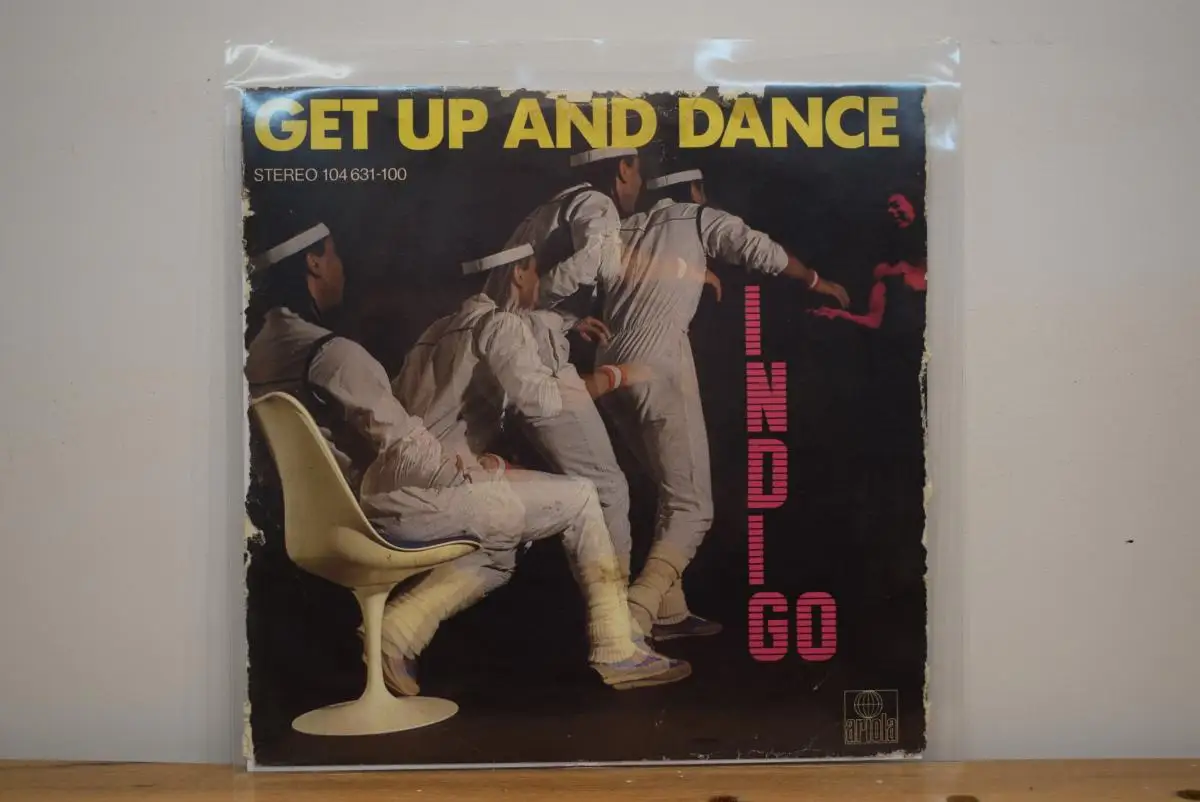 GET UP AND DANCE
STEREO 104 631-100
INDIGO
ariola